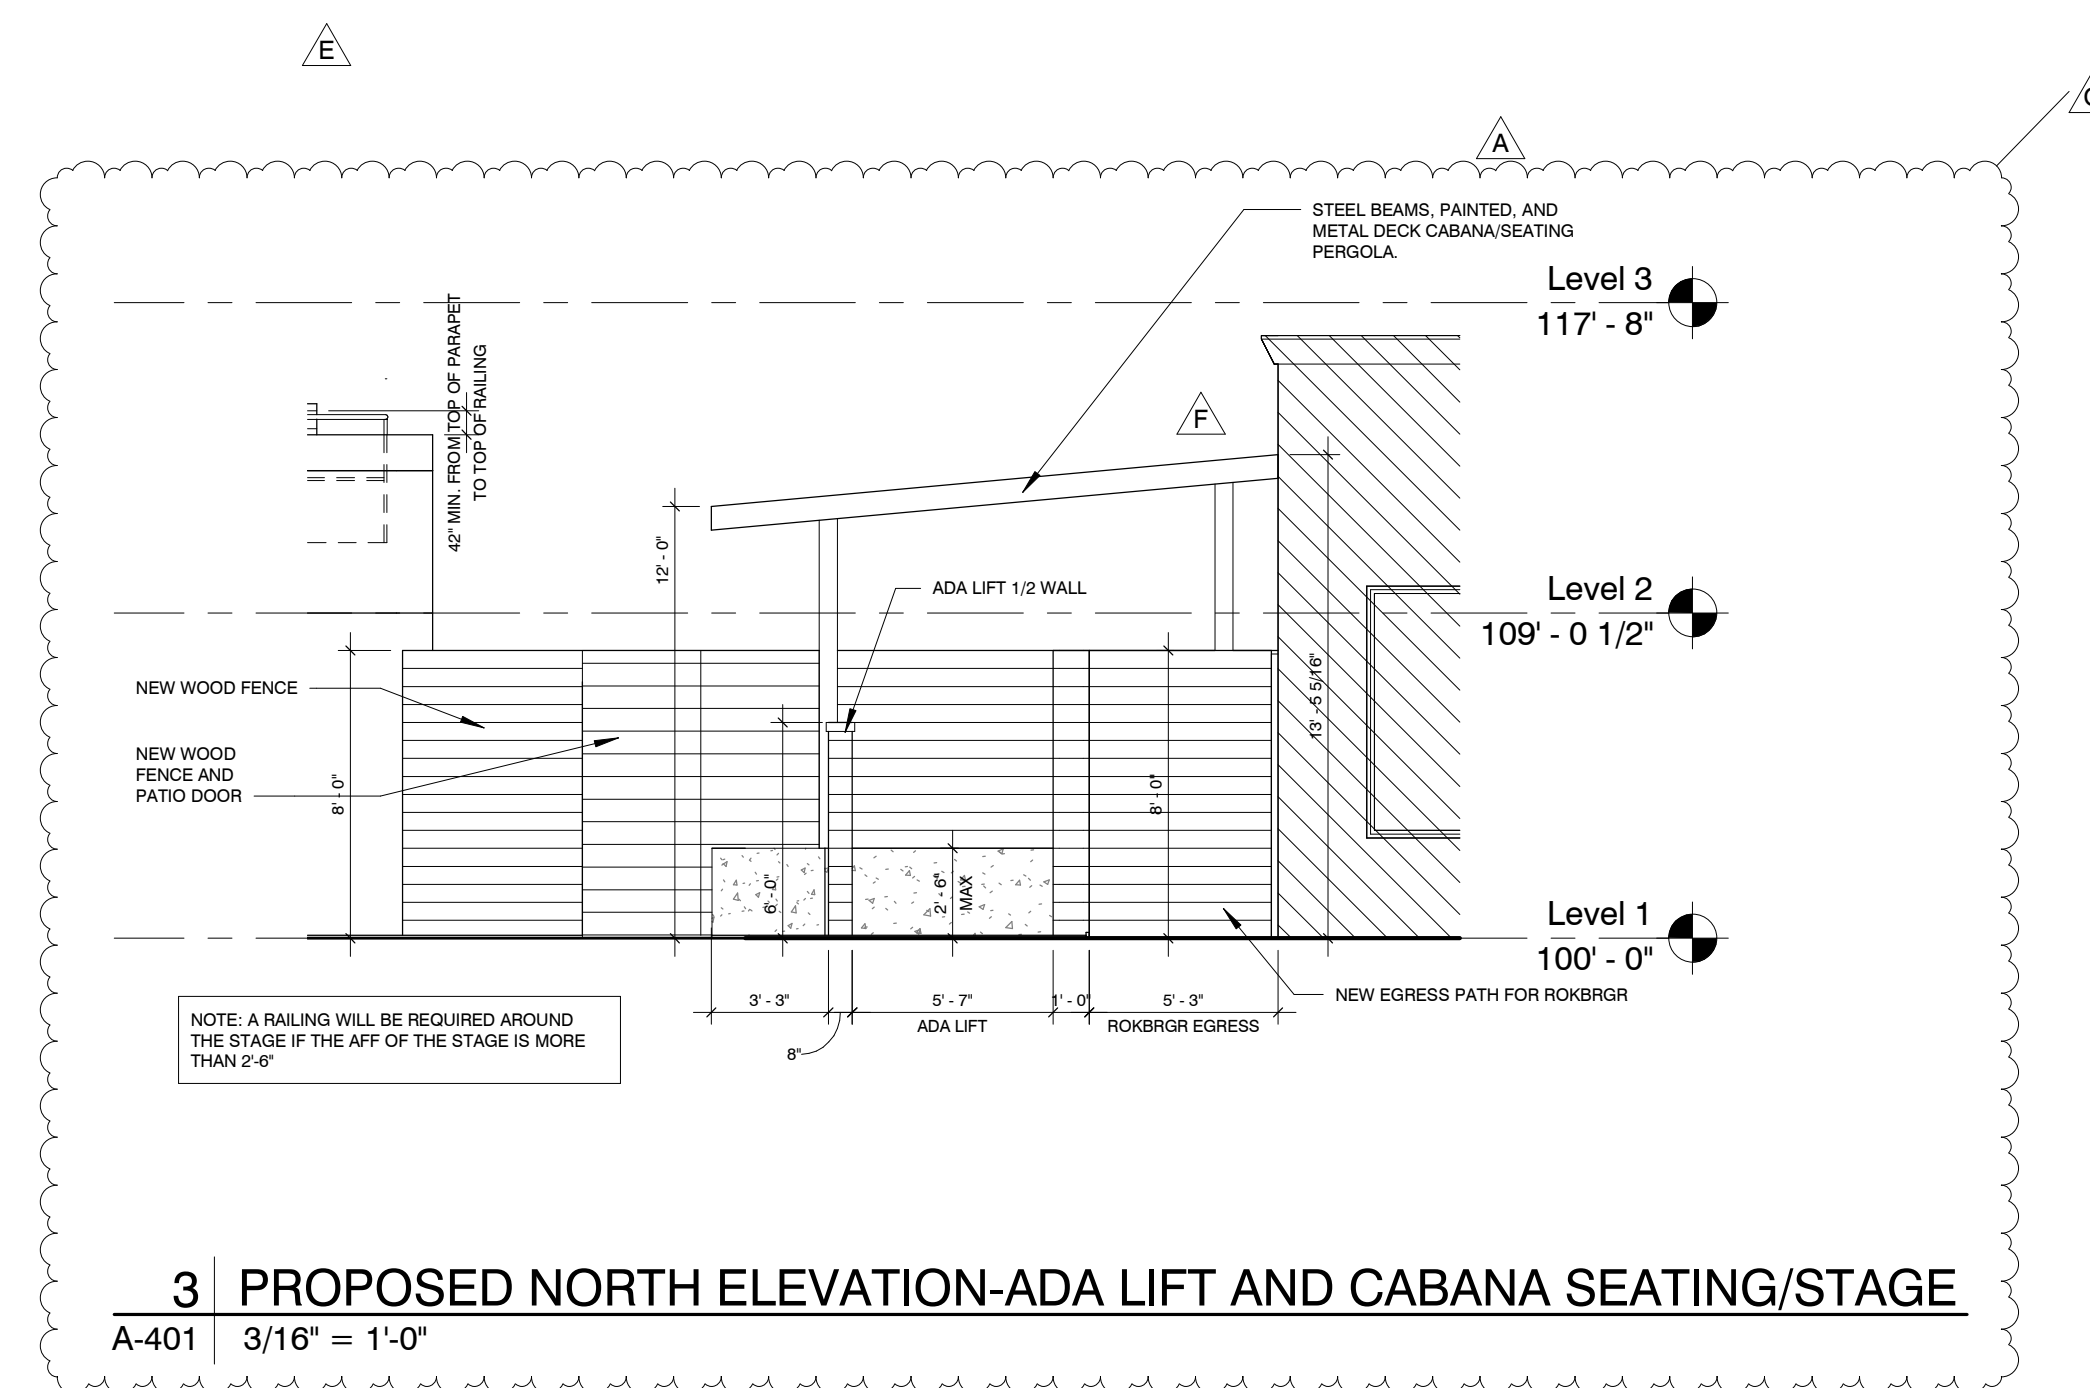 E
A
STEEL BEAMS, PAINTED, AND
METAL DECK CABANA/SEATING
PERGOLA.
Level 3
117' - 8"
42" MIN. FROM TOP OF PARAPET
TO TOP OF RAILING
F
12' - 0"
ADA LIFT 1/2 WALL
Level 2
109' - 0 1/2"
NEW WOOD FENCE
NEW WOOD
FENCE AND
PATIO DOOR
8' - 0"
6' - 0"
2' - 6"
MAX
8' - 0"
13' - 5 5/16"
Level 1
100' - 0"
3' - 3"
5' - 7"
1' - 0"
5' - 3"
ADA LIFT
ROKBRGR EGRESS
8"
NEW EGRESS PATH FOR ROKBRGR
NOTE: A RAILING WILL BE REQUIRED AROUND
THE STAGE IF THE AFF OF THE STAGE IS MORE
THAN 2'-6"
3 PROPOSED NORTH ELEVATION-ADA LIFT AND CABANA SEATING/STAGE
A-401 3/16" = 1'-0"